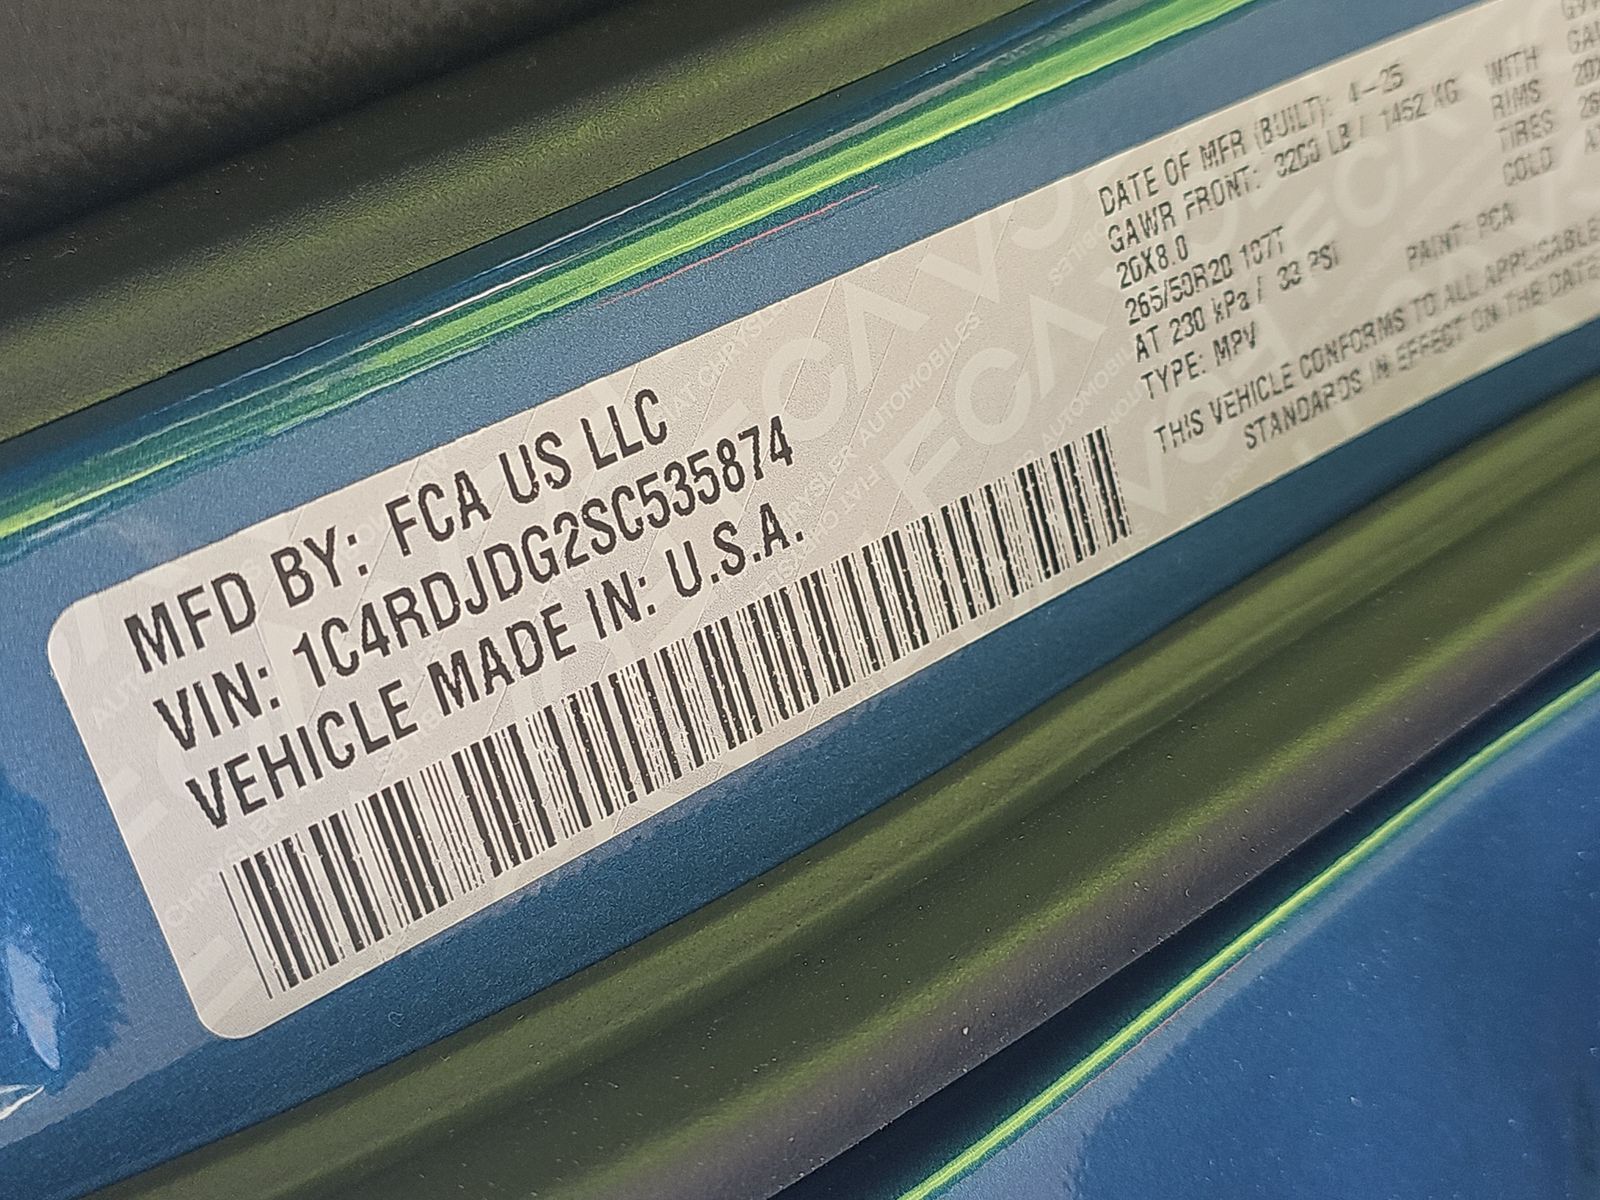 MFD BY: FCA US LLC
VIN: 1C4RDJDG2SC535874
VEHICLE MADE IN: U.S.A.
DATE OF MFR (BUILT): 4-25
GAWR FRONT: 3200 LB / 1452 KG WITH
20X8.0 RIMS
265/50R20 107T TIRES
AT 230 kPa / 33 PSI COLD
TYPE: MPV PAINT: PCA
THIS VEHICLE CONFORMS TO ALL APPLICABLE
STANDARDS IN EFFECT ON THE DATE